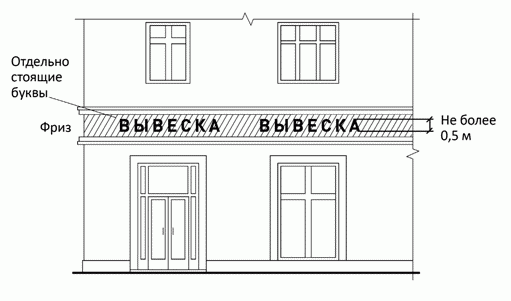 Отдельно
стоящие
буквы
Фриз
ВЫВЕСКА ВЫВЕСКА
Не более
0,5 м